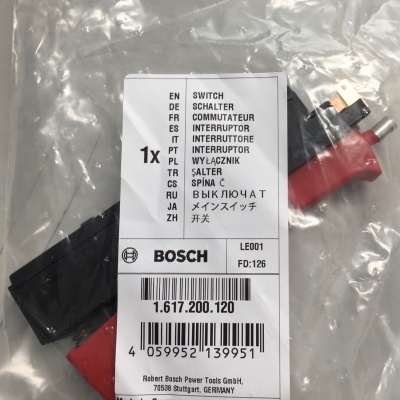 1x
EN SWITCH
DE SCHALTER
FR COMMUTATEUR
ES INTERRUPTOR
IT INTERRUTTORE
PT INTERRUPTOR
PL WYŁĄCZNIK
TR ŞALTER
CS SPÍNA Č
RU ВЫКЛЮЧАТ
JA メインスイッチ
ZH 开关
BOSCH
LE001
FD:126
1.617.200.120
4 059952 139951
Robert Bosch Power Tools GmbH,
70538 Stuttgart, GERMANY